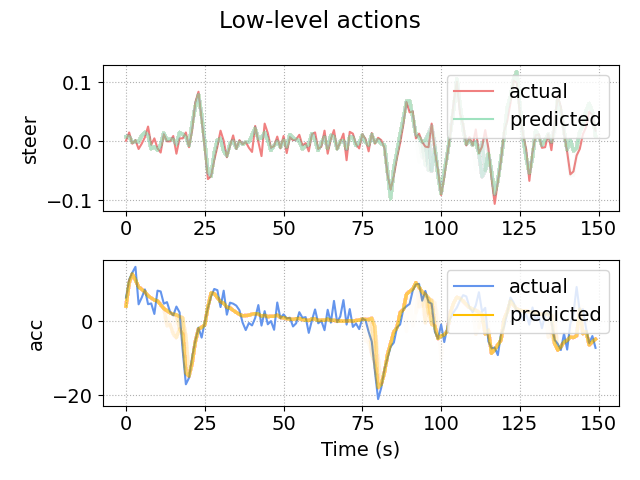 Low-level actions
0.1
0.0
−0.1
steer
actual
predicted
0 25 50 75 100 125 150
0
−20
acc
actual
predicted
0 25 50 75 100 125 150
Time (s)